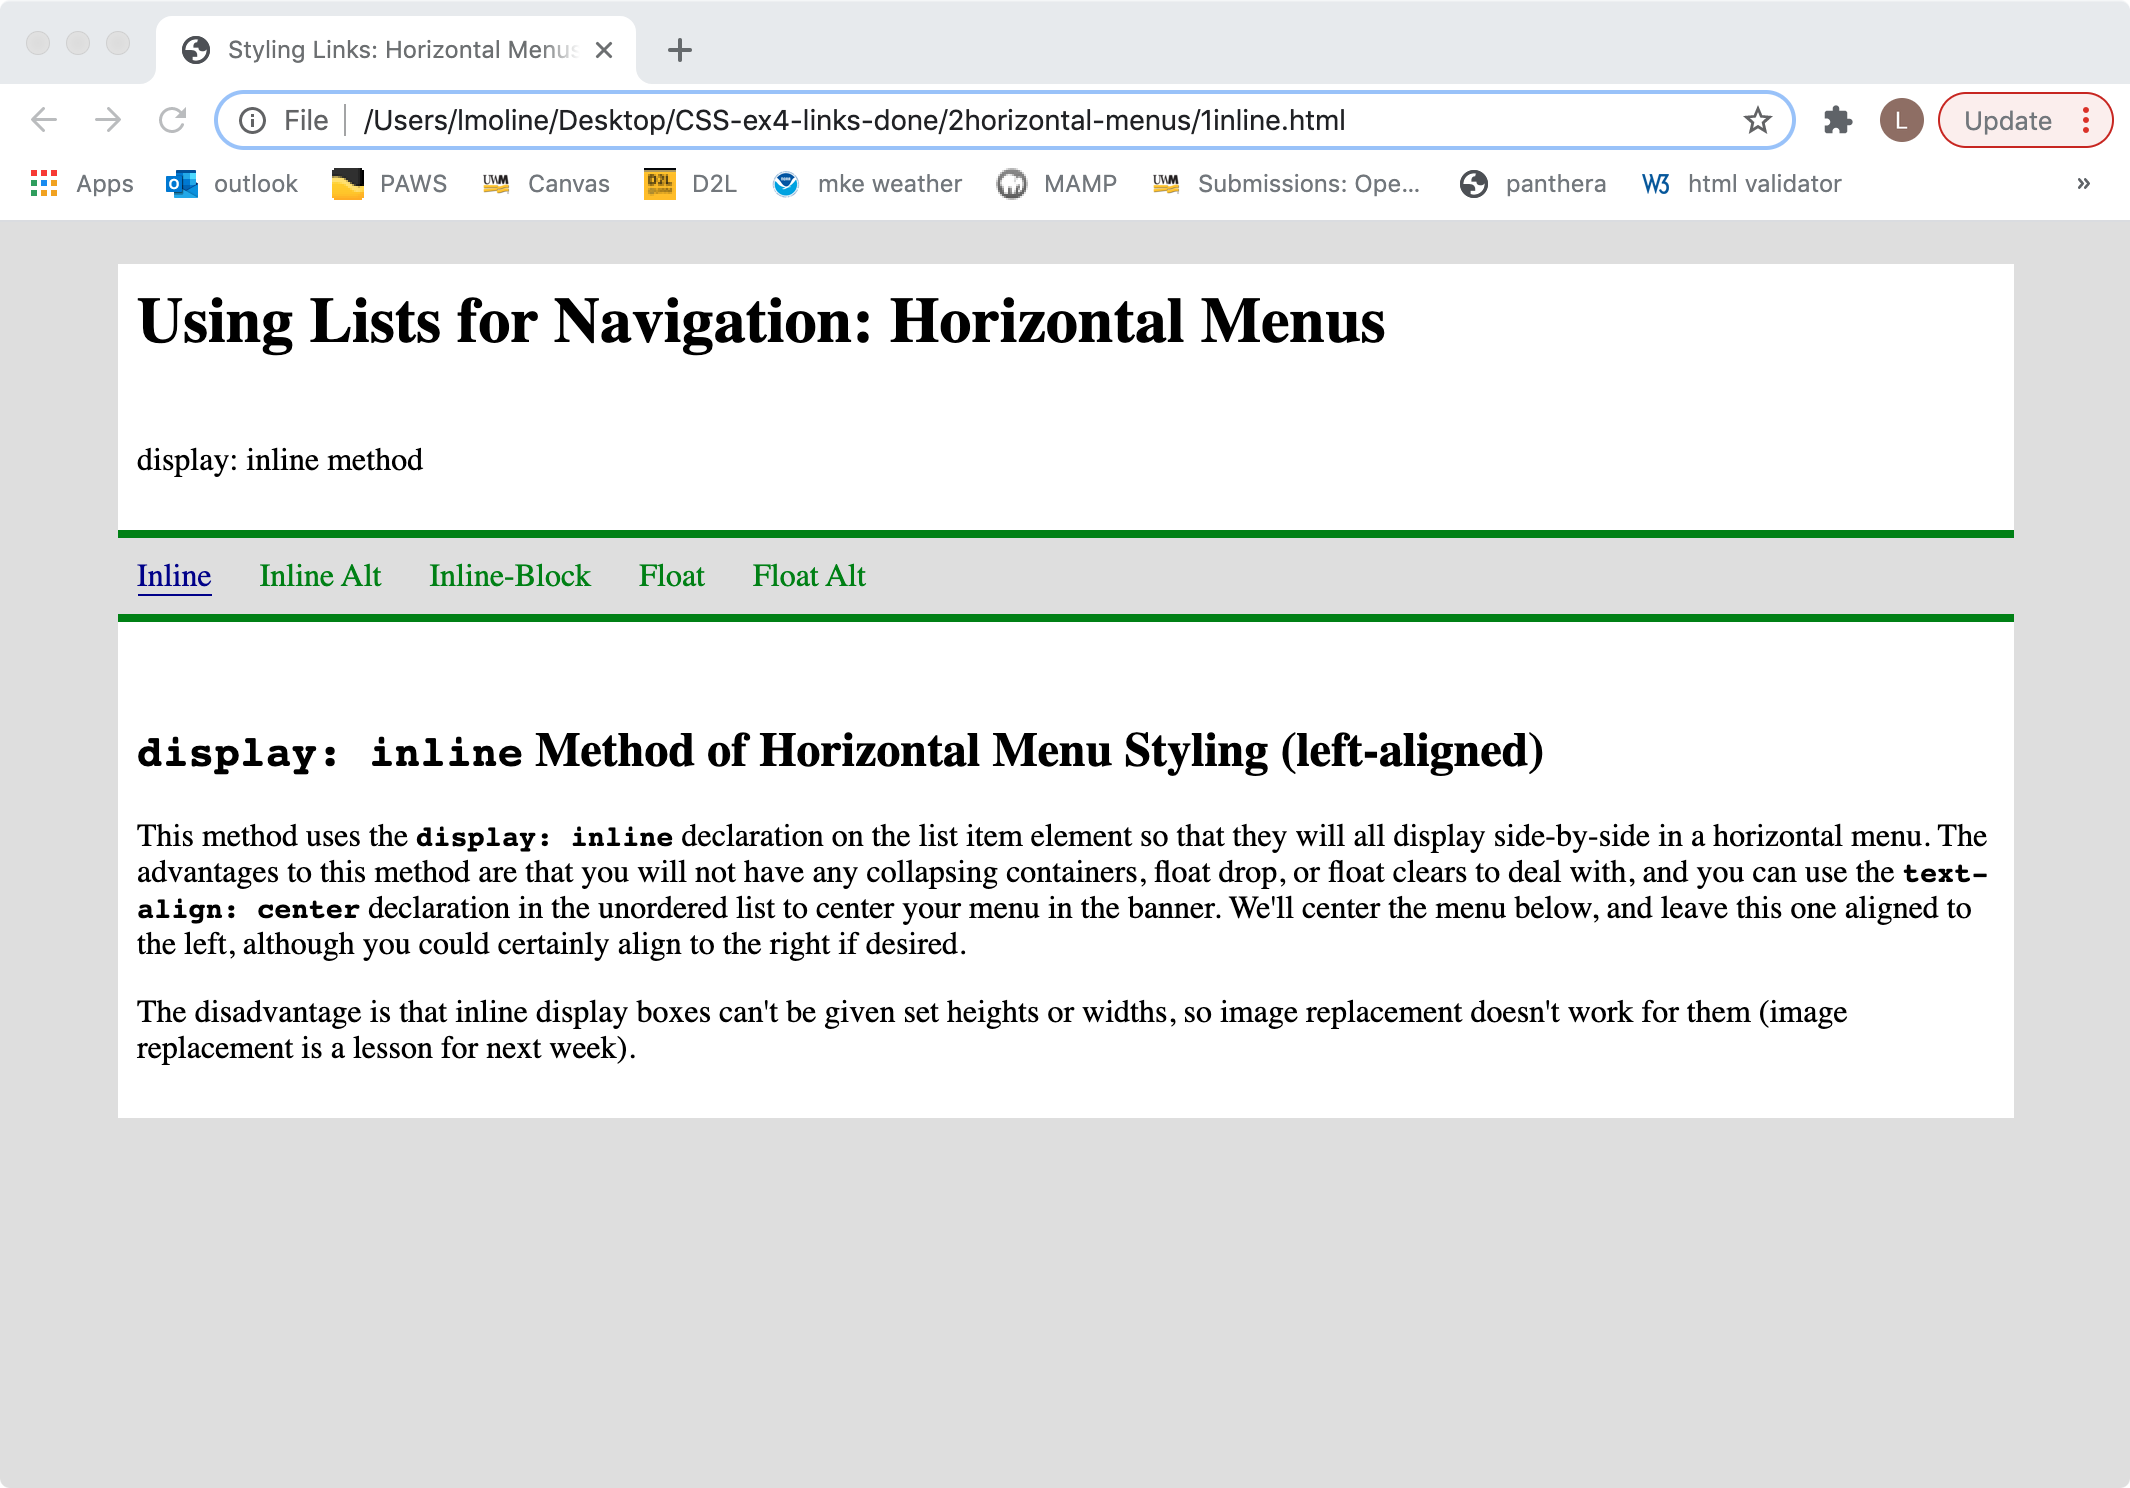 Styling Links: Horizontal Menus
File /Users/lmoline/Desktop/CSS-ex4-links-done/2horizontal-menus/1inline.html L Update
Apps outlook PAWS UWM Canvas D2L D2L mke weather MAMP UWM Submissions: Ope... panthera W3 html validator »
Using Lists for Navigation: Horizontal Menus
display: inline method
Inline Inline Alt Inline-Block Float Float Alt
display: inline Method of Horizontal Menu Styling (left-aligned)
This method uses the display: inline declaration on the list item element so that they will all display side-by-side in a horizontal menu. The
advantages to this method are that you will not have any collapsing containers, float drop, or float clears to deal with, and you can use the text-
align: center declaration in the unordered list to center your menu in the banner. We'll center the menu below, and leave this one aligned to
the left, although you could certainly align to the right if desired.
The disadvantage is that inline display boxes can't be given set heights or widths, so image replacement doesn't work for them (image
replacement is a lesson for next week).